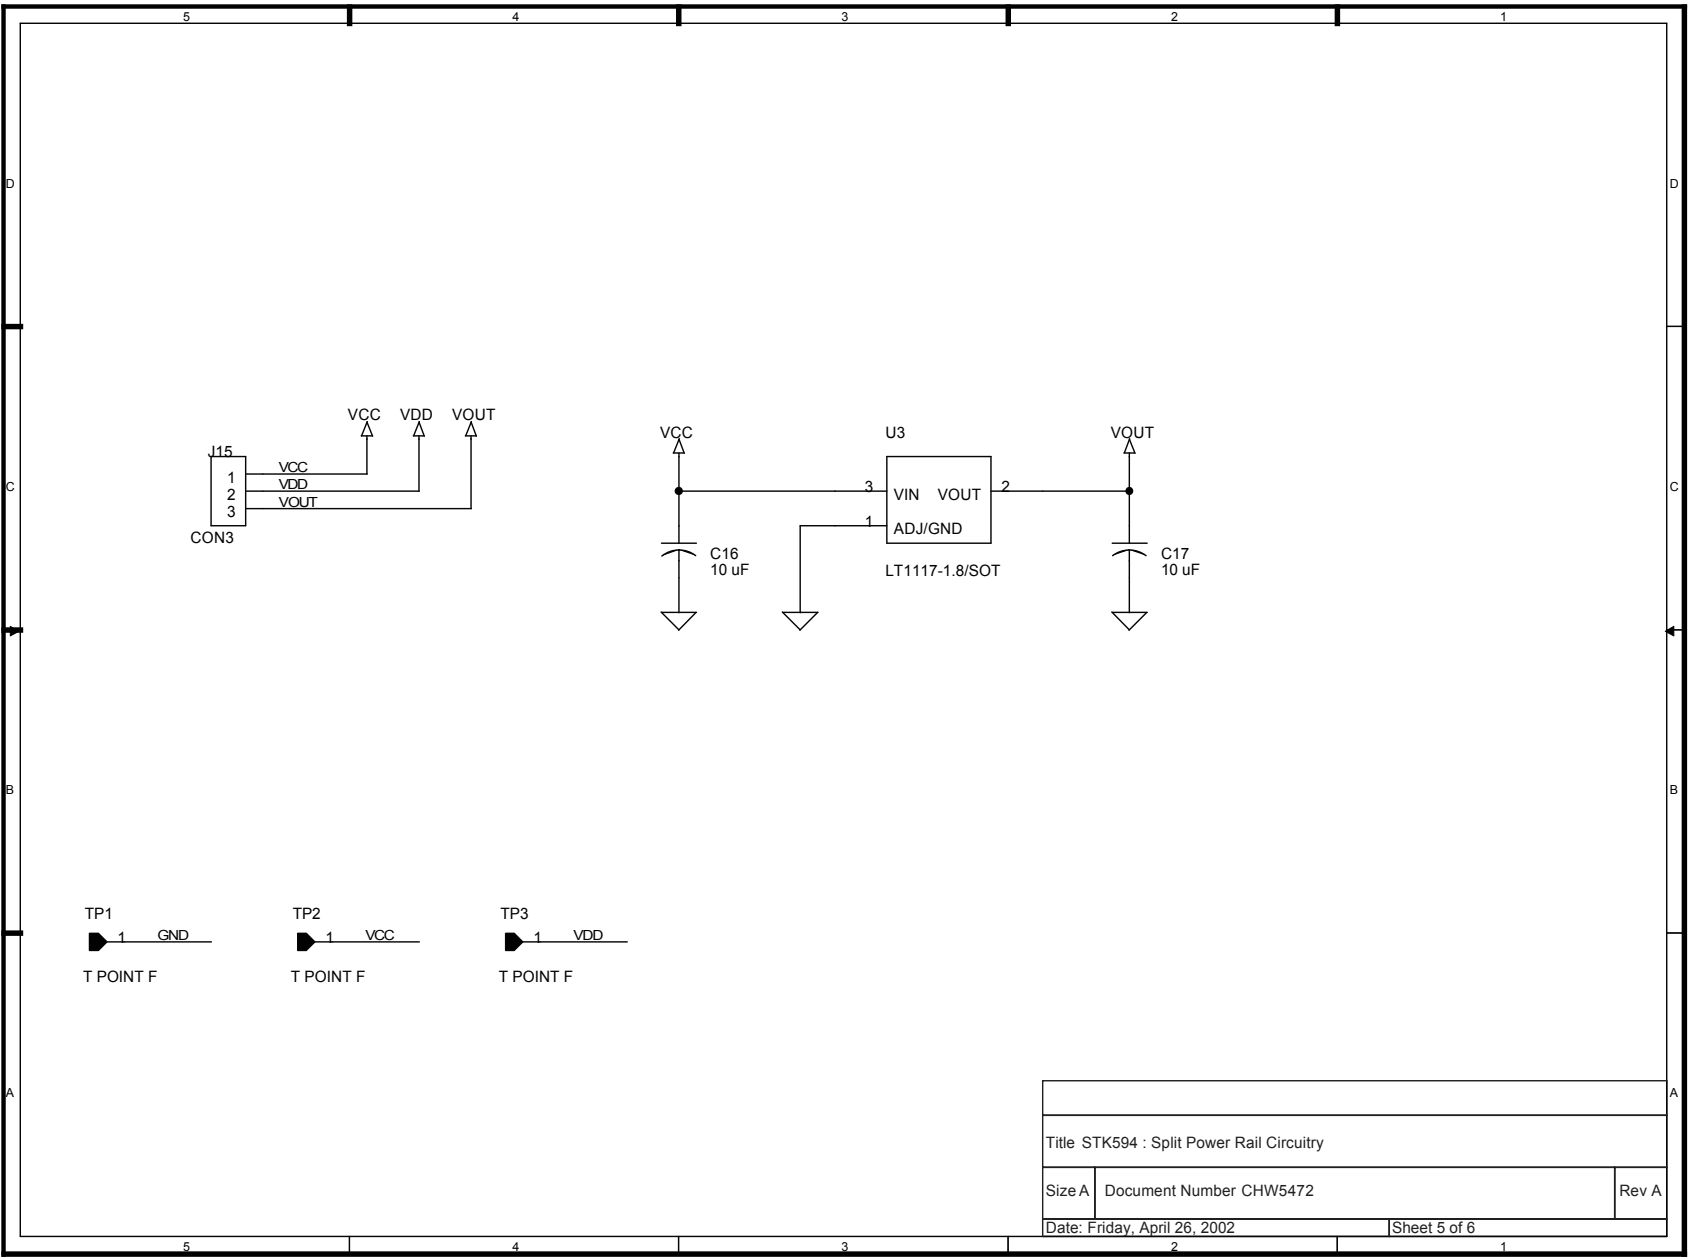 5 4 3 2 1
D D
VCC VDD VOUT
J15
1 VCC
2 VDD
3 VOUT
CON3
VCC U3 VOUT
3 VIN VOUT 2
1 ADJ/GND
LT1117-1.8/SOT
C16
10 uF
C17
10 uF
C C
B B
TP1 TP2 TP3
1 GND 1 VCC 1 VDD
T POINT F T POINT F T POINT F
A A
Title STK594 : Split Power Rail Circuitry
Size A Document Number CHW5472 Rev A
Date: Friday, April 26, 2002 Sheet 5 of 6
5 4 3 2 1